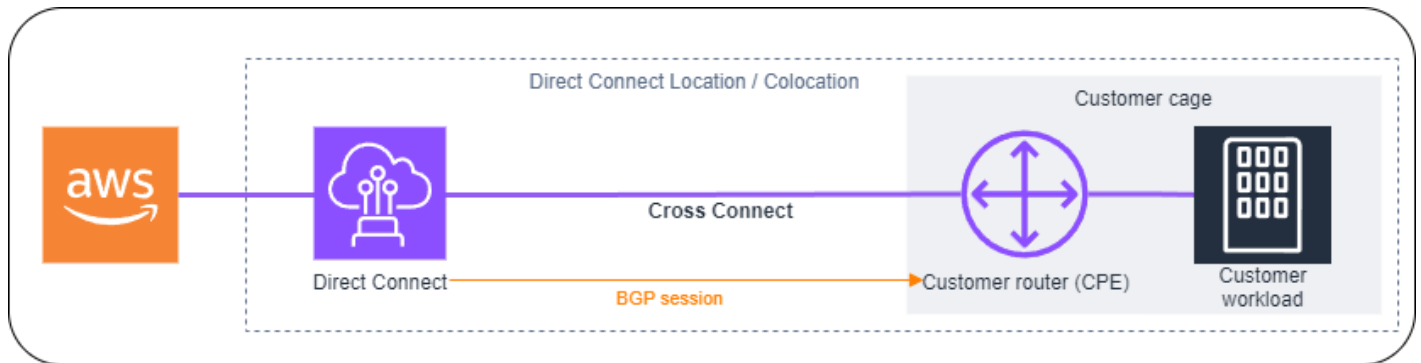 Direct Connect Location / Colocation
Customer cage
aws
Cross Connect
Direct Connect
BGP session
Customer router (CPE)
Customer
workload